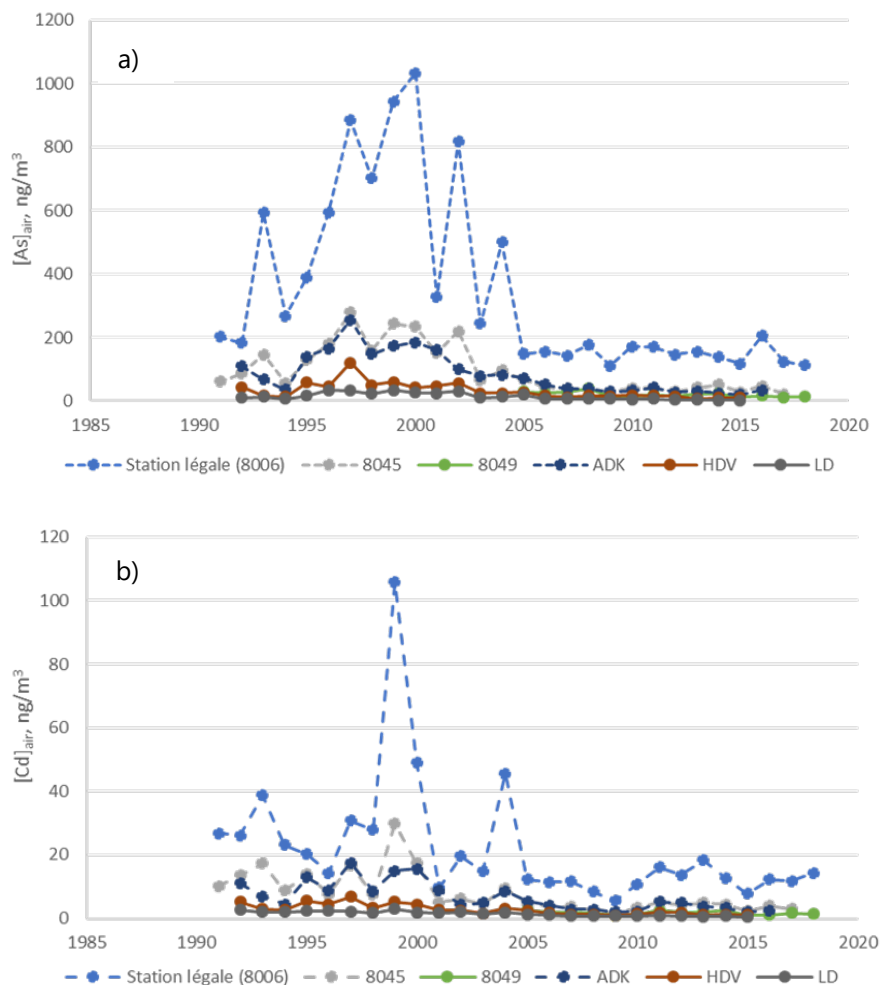 1200
a)
1000
800
600
400
200
0
[As]air, ng/m³
1985 1990 1995 2000 2005 2010 2015 2020
Station légale (8006) 8045 8049 ADK HDV LD
120
b)
100
80
60
40
20
0
[Cd]air, ng/m³
1985 1990 1995 2000 2005 2010 2015 2020
Station légale (8006) 8045 8049 ADK HDV LD